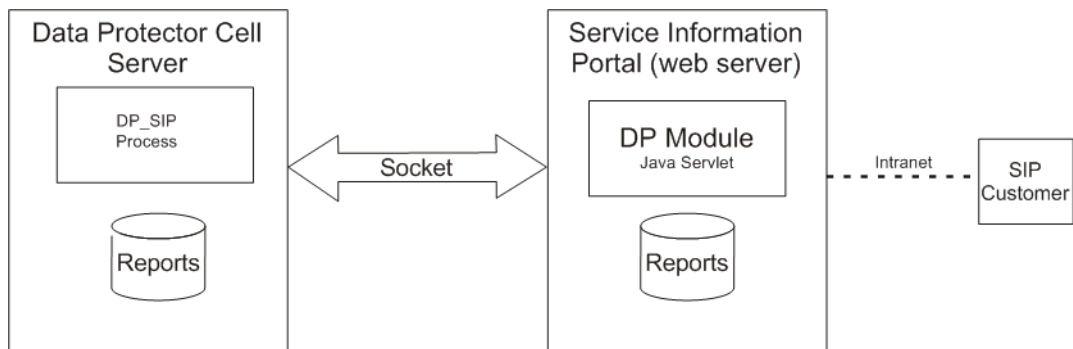 Data Protector Cell
Server
DP_SIP
Process
Reports
Socket
Service Information
Portal (web server)
DP Module
Java Servlet
Reports
Intranet
SIP
Customer